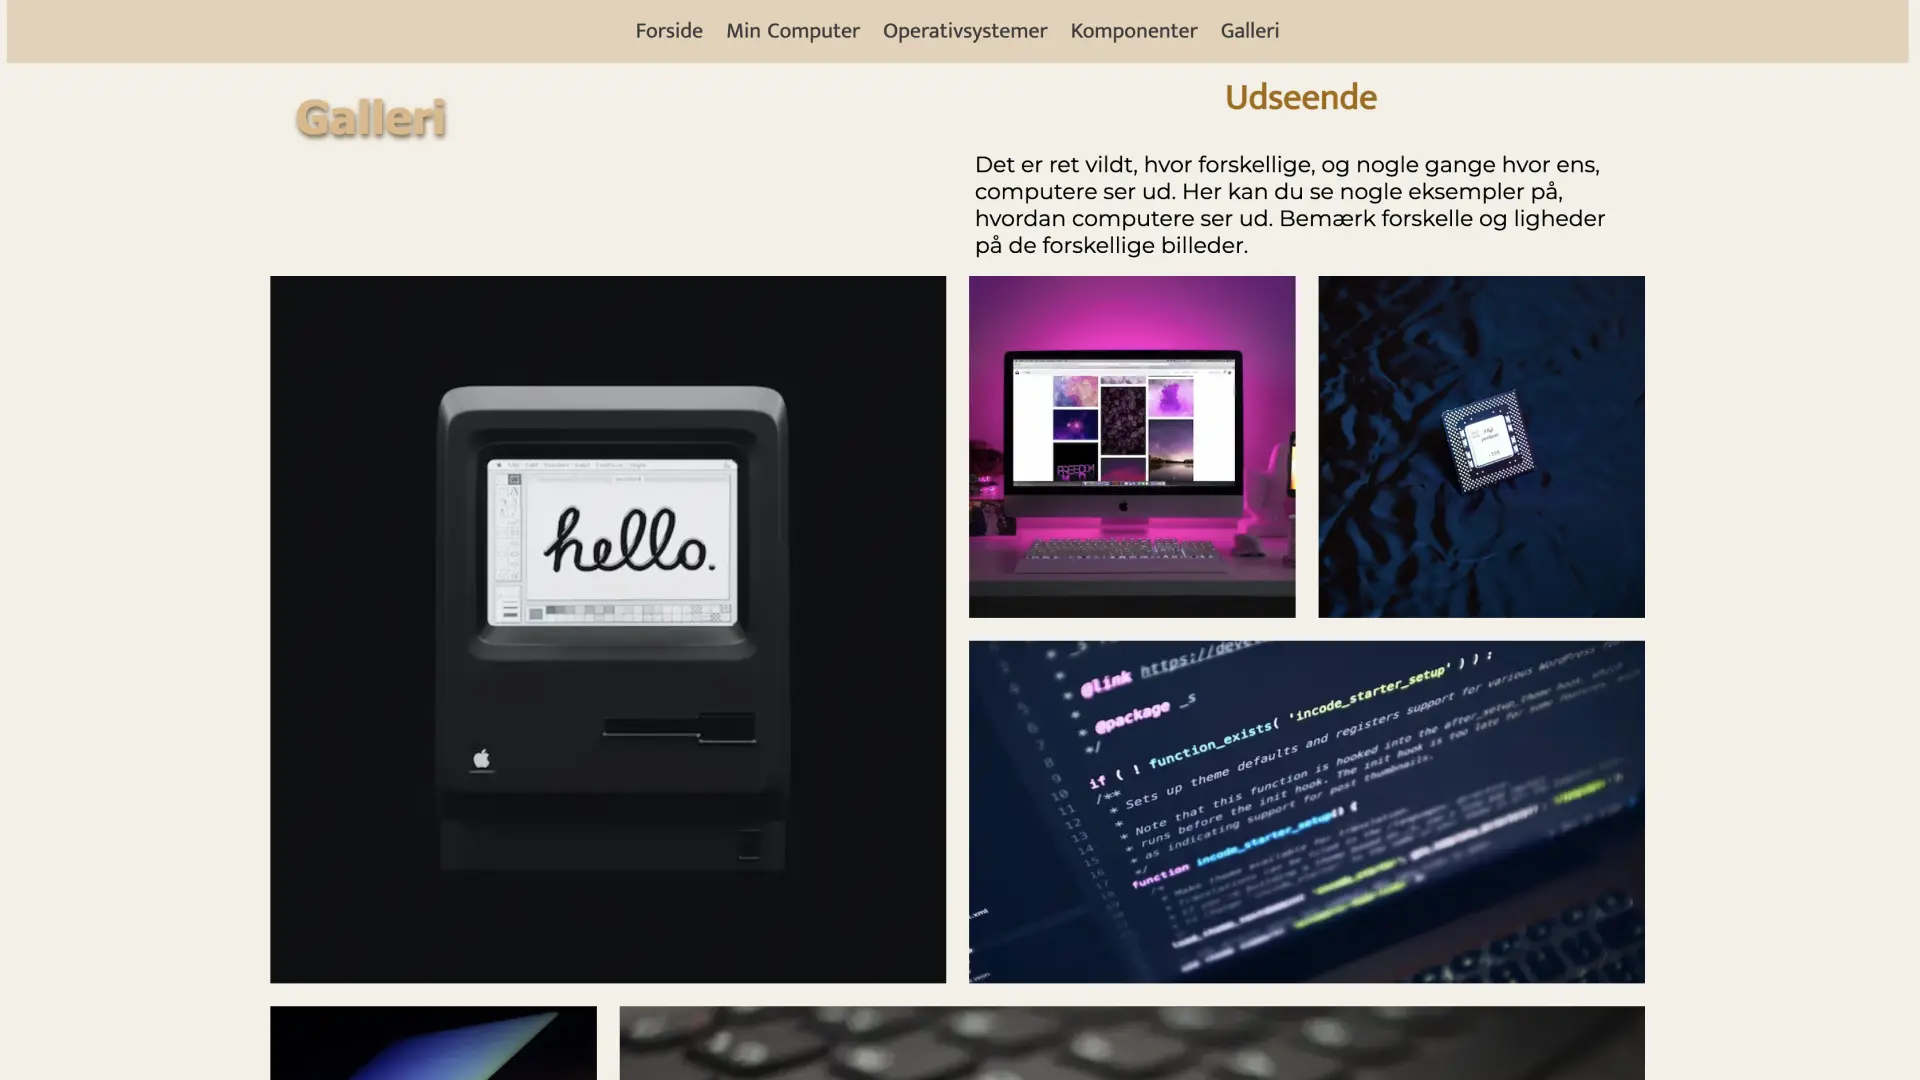 Forside Min Computer Operativsystemer Komponenter Galleri
Galleri
Udseende
Det er ret vildt, hvor forskellige, og nogle gange hvor ens,
computere ser ud. Her kan du se nogle eksempler på,
hvordan computere ser ud. Bemærk forskelle og ligheder
på de forskellige billeder.
hello.
FREEDOM
* @link https://deve
*
* @package _s
*/
if ( ! function_exists( 'incode_starter_setup' ) ) :
/**
* Sets up theme defaults and registers support for various WordPress
*
* Note that this function is hooked into the after_setup_theme hook, which
* runs before the init hook. The init hook is too late for some features,
* as indicating support for post thumbnails.
*/
function incode_starter_setup() {